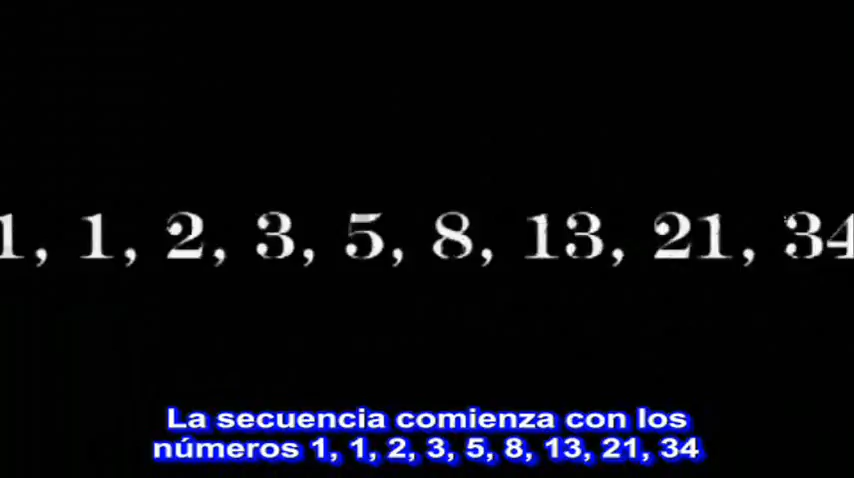 1, 1, 2, 3, 5, 8, 13, 21, 34
La secuencia comienza con los
números 1, 1, 2, 3, 5, 8, 13, 21, 34